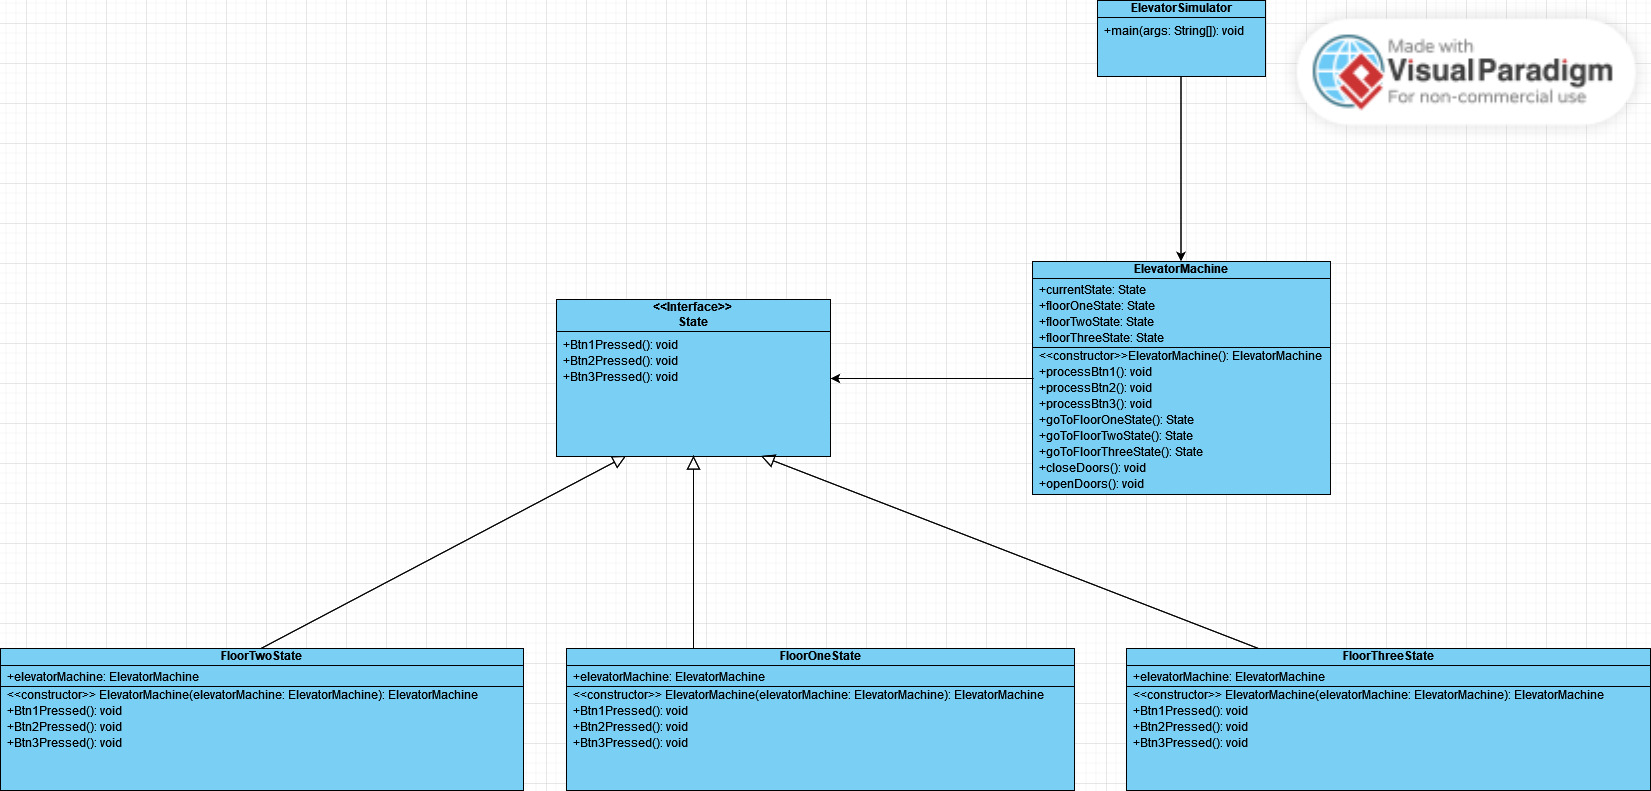 ElevatorSimulator
+main(args: String[]): void
Made with
VisualParadigm
For non-commercial use
ElevatorMachine
+currentState: State
+floorOneState: State
+floorTwoState: State
+floorThreeState: State
<<constructor>>ElevatorMachine(): ElevatorMachine
+processBtn1(): void
+processBtn2(): void
+processBtn3(): void
+goToFloorOneState(): State
+goToFloorTwoState(): State
+goToFloorThreeState(): State
+closeDoors(): void
+openDoors(): void
<<Interface>>
State
+Btn1Pressed(): void
+Btn2Pressed(): void
+Btn3Pressed(): void
FloorTwoState
+elevatorMachine: ElevatorMachine
<<constructor>> ElevatorMachine(elevatorMachine: ElevatorMachine): ElevatorMachine
+Btn1Pressed(): void
+Btn2Pressed(): void
+Btn3Pressed(): void
FloorOneState
+elevatorMachine: ElevatorMachine
<<constructor>> ElevatorMachine(elevatorMachine: ElevatorMachine): ElevatorMachine
+Btn1Pressed(): void
+Btn2Pressed(): void
+Btn3Pressed(): void
FloorThreeState
+elevatorMachine: ElevatorMachine
<<constructor>> ElevatorMachine(elevatorMachine: ElevatorMachine): ElevatorMachine
+Btn1Pressed(): void
+Btn2Pressed(): void
+Btn3Pressed(): void